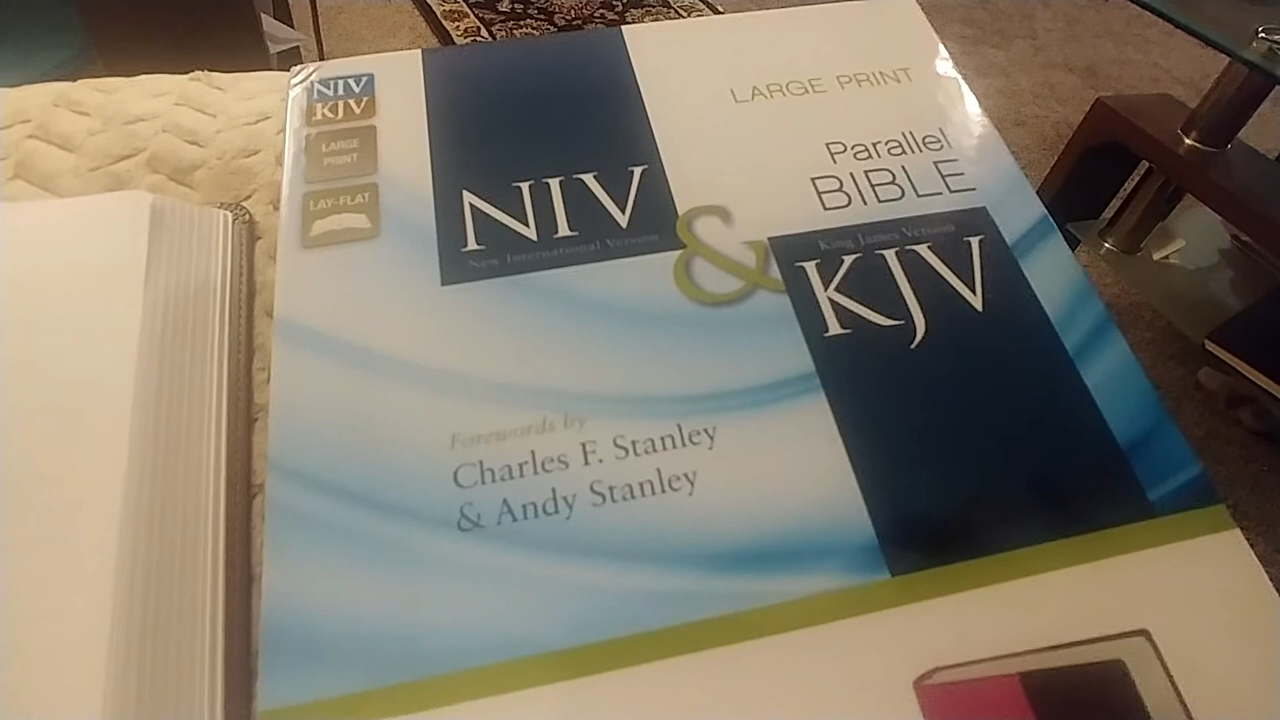 NIV
KJV
LARGE
PRINT
LAY-FLAT
NIV
New International Version
&
LARGE PRINT
Parallel
BIBLE
King James Version
KJV
Forewords by
Charles F. Stanley
& Andy Stanley